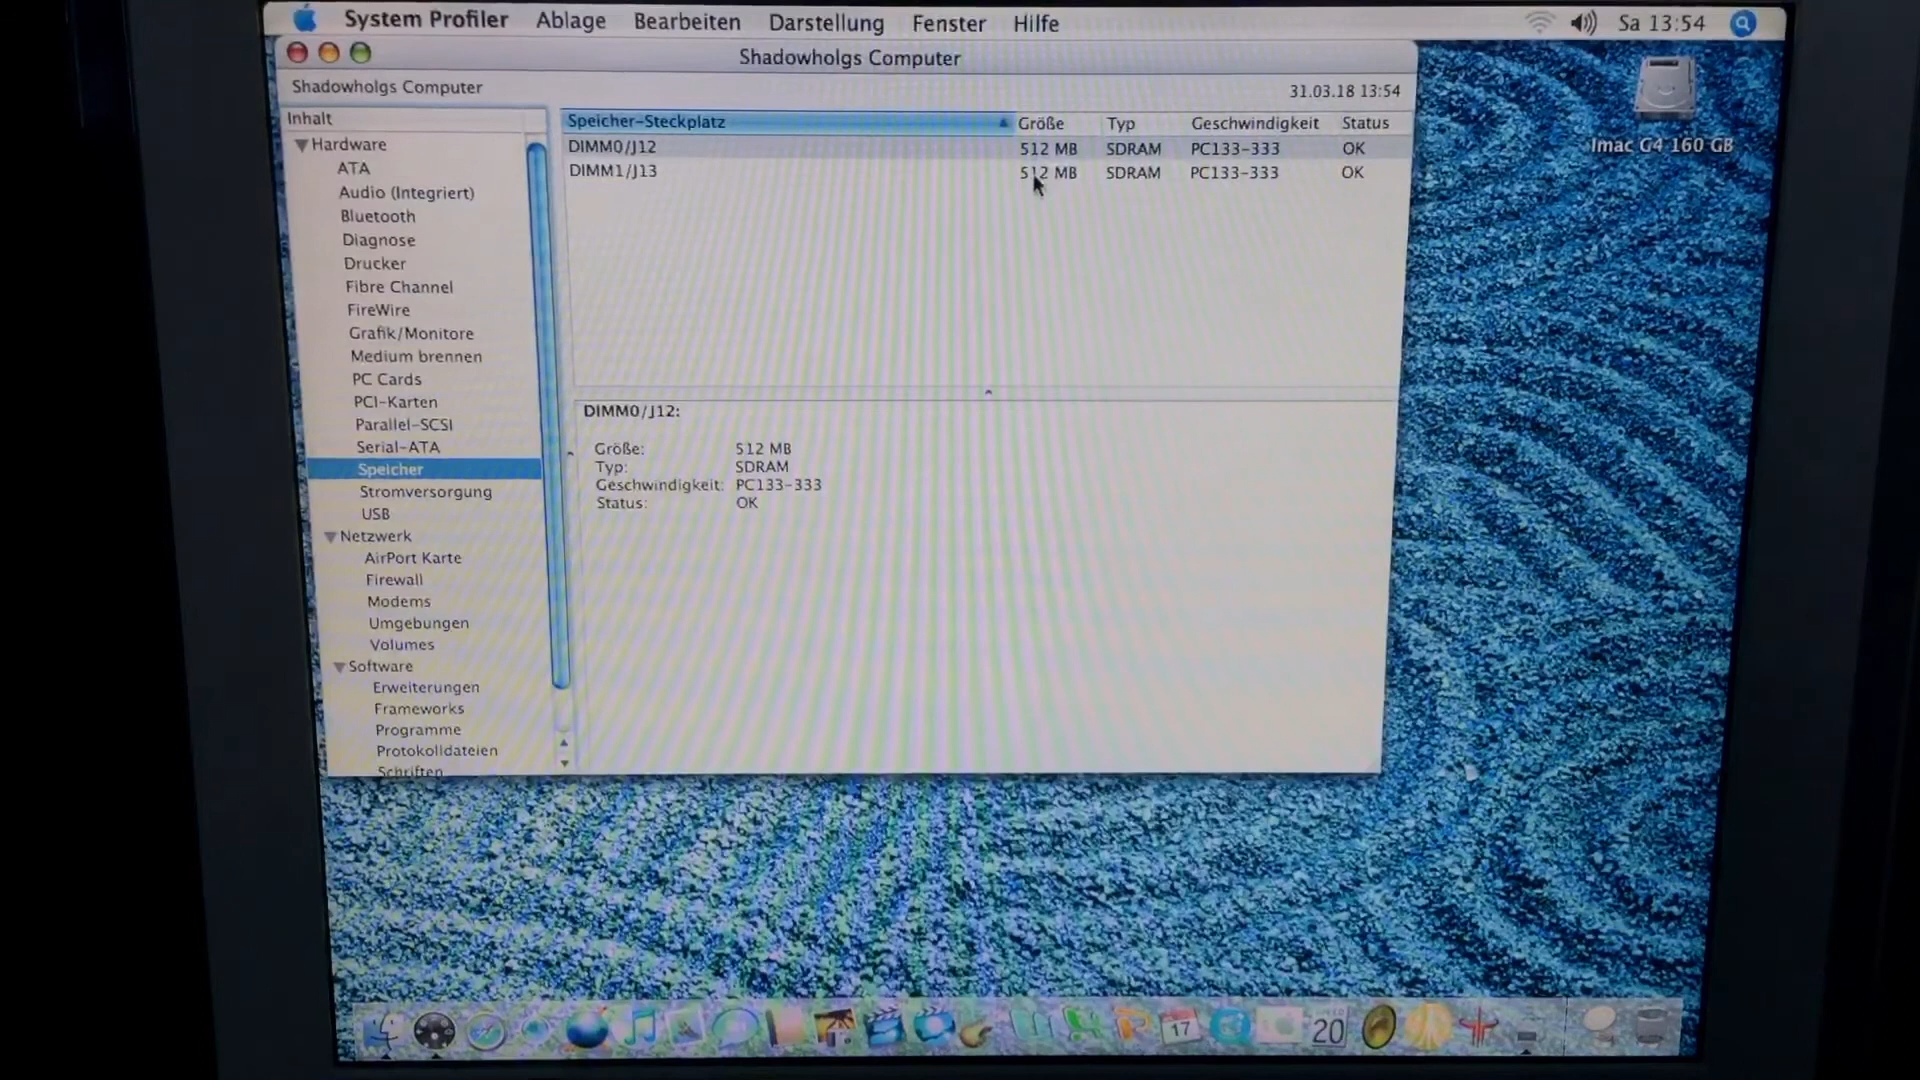 System Profiler Ablage Bearbeiten Darstellung Fenster Hilfe Sa 13:54
Shadowholgs Computer
Shadowholgs Computer 31.03.18 13:54
Inhalt
Hardware
ATA
Audio (Integriert)
Bluetooth
Diagnose
Drucker
Fibre Channel
FireWire
Grafik/Monitore
Medium brennen
PC Cards
PCI-Karten
Parallel-SCSI
Serial-ATA
Speicher
Stromversorgung
USB
Netzwerk
AirPort Karte
Firewall
Modems
Umgebungen
Volumes
Software
Erweiterungen
Frameworks
Programme
Protokolldateien
Schriften
Speicher-Steckplatz Größe Typ Geschwindigkeit Status
DIMM0/J12 512 MB SDRAM PC133-333 OK
DIMM1/J13 512 MB SDRAM PC133-333 OK
DIMM0/J12:
Größe: 512 MB
Typ: SDRAM
Geschwindigkeit: PC133-333
Status: OK
Imac G4 160 GB
17
20